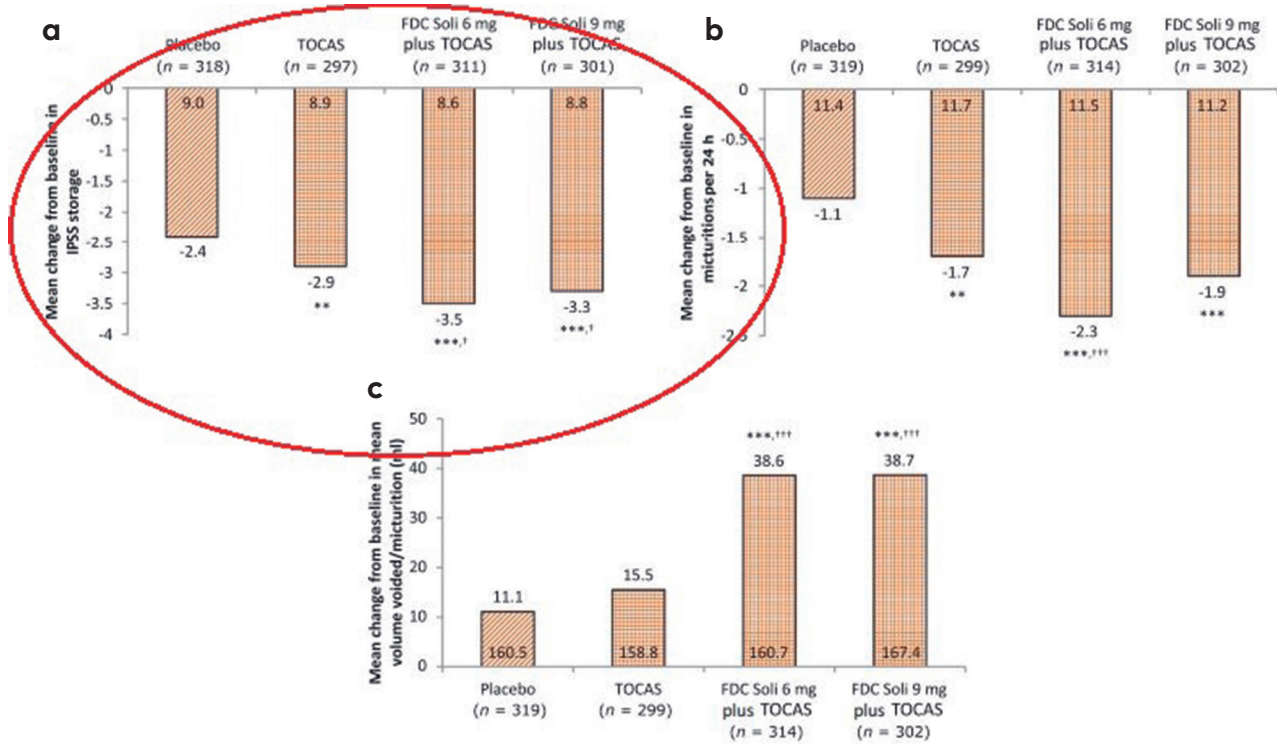 a
Placebo
(n = 318)
TOCAS
(n = 297)
FDC Soli 6 mg
plus TOCAS
(n = 311)
FDC Soli 9 mg
plus TOCAS
(n = 301)
Mean change from baseline in
IPSS storage
0
-0.5
-1
-1.5
-2
-2.5
-3
-3.5
-4
9.0
8.9
8.6
8.8
-2.4
-2.9
**
-3.5
***,†
-3.3
***,†
b
Placebo
(n = 319)
TOCAS
(n = 299)
FDC Soli 6 mg
plus TOCAS
(n = 314)
FDC Soli 9 mg
plus TOCAS
(n = 302)
Mean change from baseline in
micturitions per 24 h
0
-0.5
-1
-1.5
-2
-2.5
11.4
11.7
11.5
11.2
-1.1
-1.7
**
-2.3
***,†††
-1.9
***
c
Mean change from baseline in mean
volume voided/micturition (ml)
50
40
30
20
10
0
11.1
15.5
***,†††
38.6
***,†††
38.7
160.5
158.8
160.7
167.4
Placebo
(n = 319)
TOCAS
(n = 299)
FDC Soli 6 mg
plus TOCAS
(n = 314)
FDC Soli 9 mg
plus TOCAS
(n = 302)